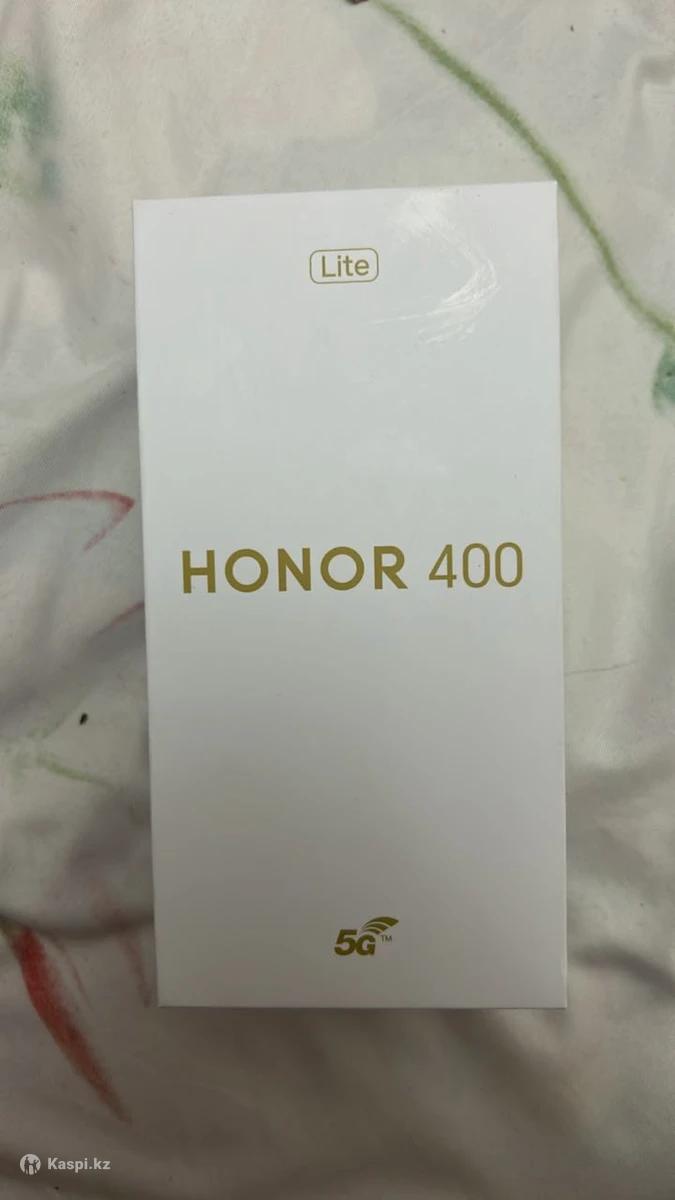 Lite
HONOR 400
5G™
Kaspi.kz